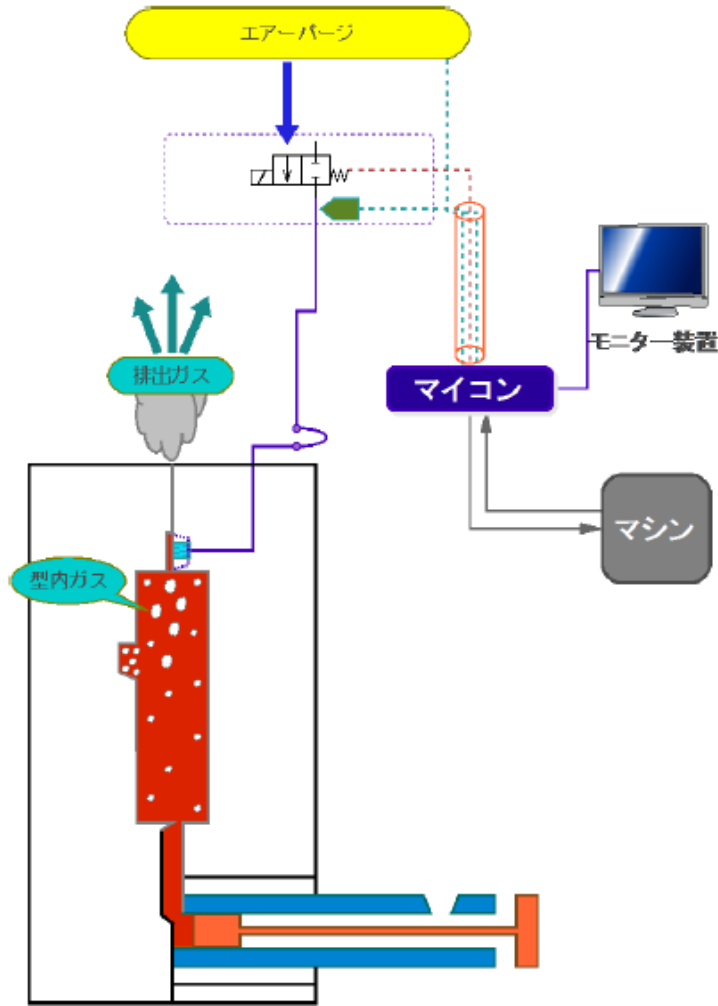 エアーパージ
排出ガス
モニター装置
マイコン
マシン
型内ガス